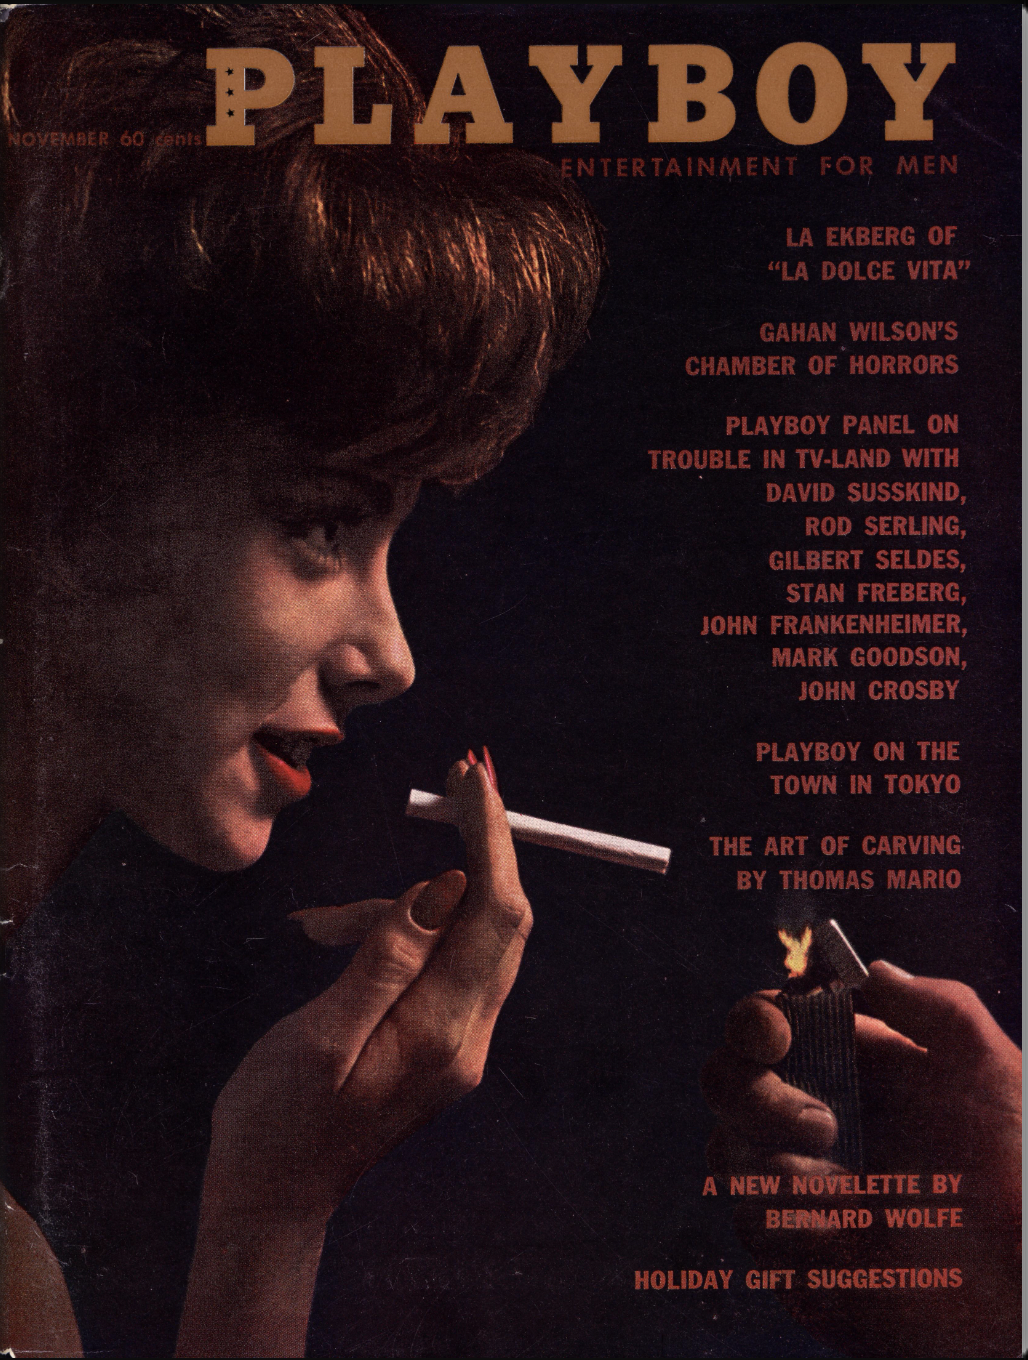 PLAYBOY
NOVEMBER 60 cents
ENTERTAINMENT FOR MEN
LA EKBERG OF
“LA DOLCE VITA”
GAHAN WILSON'S
CHAMBER OF HORRORS
PLAYBOY PANEL ON
TROUBLE IN TV-LAND WITH
DAVID SUSSKIND,
ROD SERLING,
GILBERT SELDES,
STAN FREBERG,
JOHN FRANKENHEIMER,
MARK GOODSON,
JOHN CROSBY
PLAYBOY ON THE
TOWN IN TOKYO
THE ART OF CARVING
BY THOMAS MARIO
A NEW NOVELETTE BY
BERNARD WOLFE
HOLIDAY GIFT SUGGESTIONS